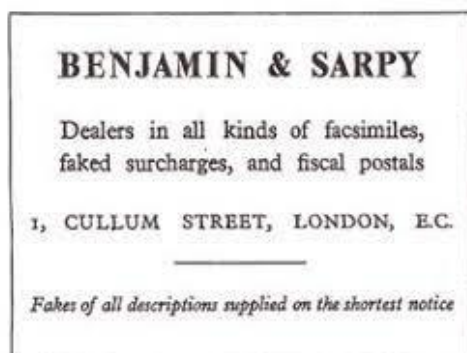 BENJAMIN & SARPY
Dealers in all kinds of facsimiles,
faked surcharges, and fiscal postals
1, CULLUM STREET, LONDON, E.C.
Fakes of all descriptions supplied on the shortest notice